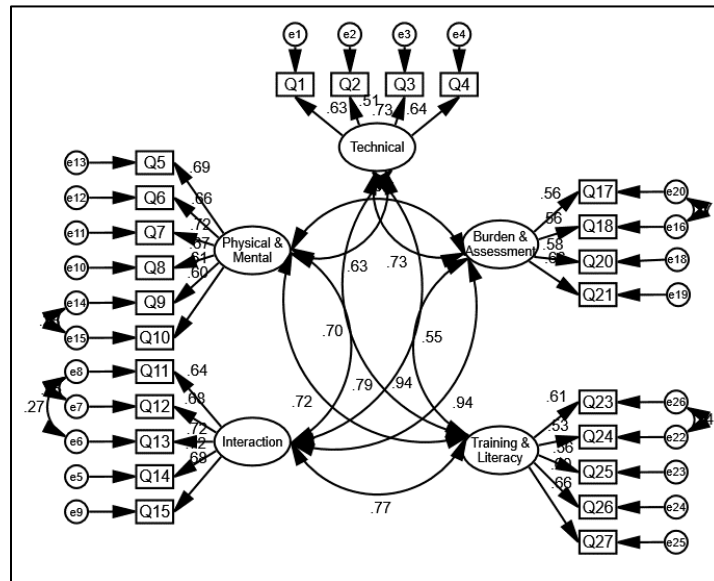 e1 e2 e3 e4
Q1 Q2 Q3 Q4
.63 .51 .73 .64
Technical
e13 Q5 .69
e12 Q6 .66
e11 Q7 .72
e10 Q8 .67
e14 Q9 .61
e15 Q10 .60
Physical &
Mental
e8 Q11 .64
e7 Q12 .68
e6 Q13 .72
e5 Q14
e9 Q15 .68
.27
Interaction
.56 Q17 e20
.56 Q18 e16
.58 Q20 e18
Q21 e19
Burden &
Assessment
.61 Q23 e26
.53 Q24 e22
.56 Q25 e23
Q26 e24
.66 Q27 e25
Training &
Literacy
.63 .73
.70 .55
.72 .79 .94 .94
.77